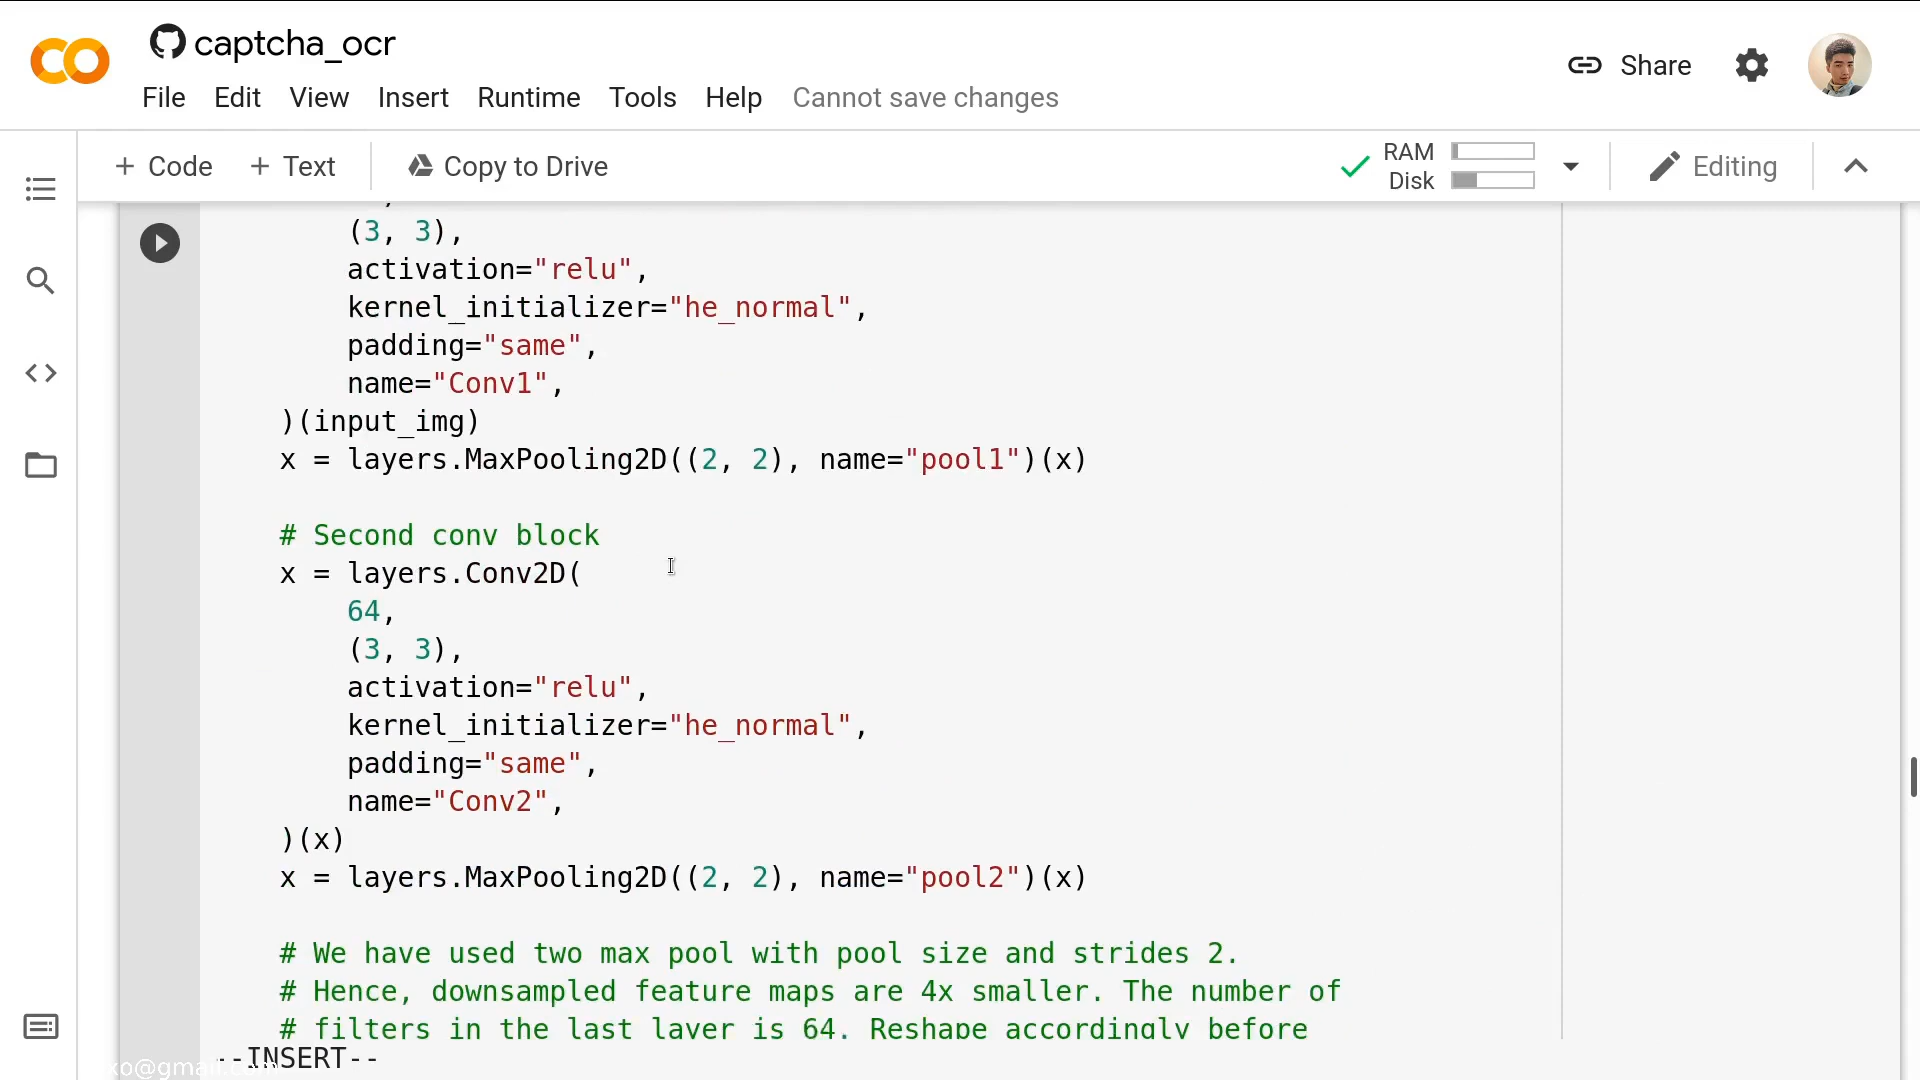 captcha_ocr
File Edit View Insert Runtime Tools Help Cannot save changes
Share
+ Code + Text Copy to Drive
RAM
Disk
Editing
(3, 3),
activation="relu",
kernel_initializer="he_normal",
padding="same",
name="Conv1",
)(input_img)
x = layers.MaxPooling2D((2, 2), name="pool1")(x)
# Second conv block
x = layers.Conv2D(
64,
(3, 3),
activation="relu",
kernel_initializer="he_normal",
padding="same",
name="Conv2",
)(x)
x = layers.MaxPooling2D((2, 2), name="pool2")(x)
# We have used two max pool with pool size and strides 2.
# Hence, downsampled feature maps are 4x smaller. The number of
# filters in the last layer is 64. Reshape accordingly before
--INSERT--